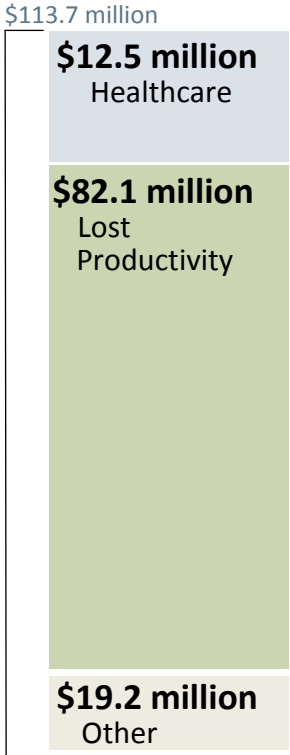 $113.7 million
$12.5 million
Healthcare
$82.1 million
Lost
Productivity
$19.2 million
Other